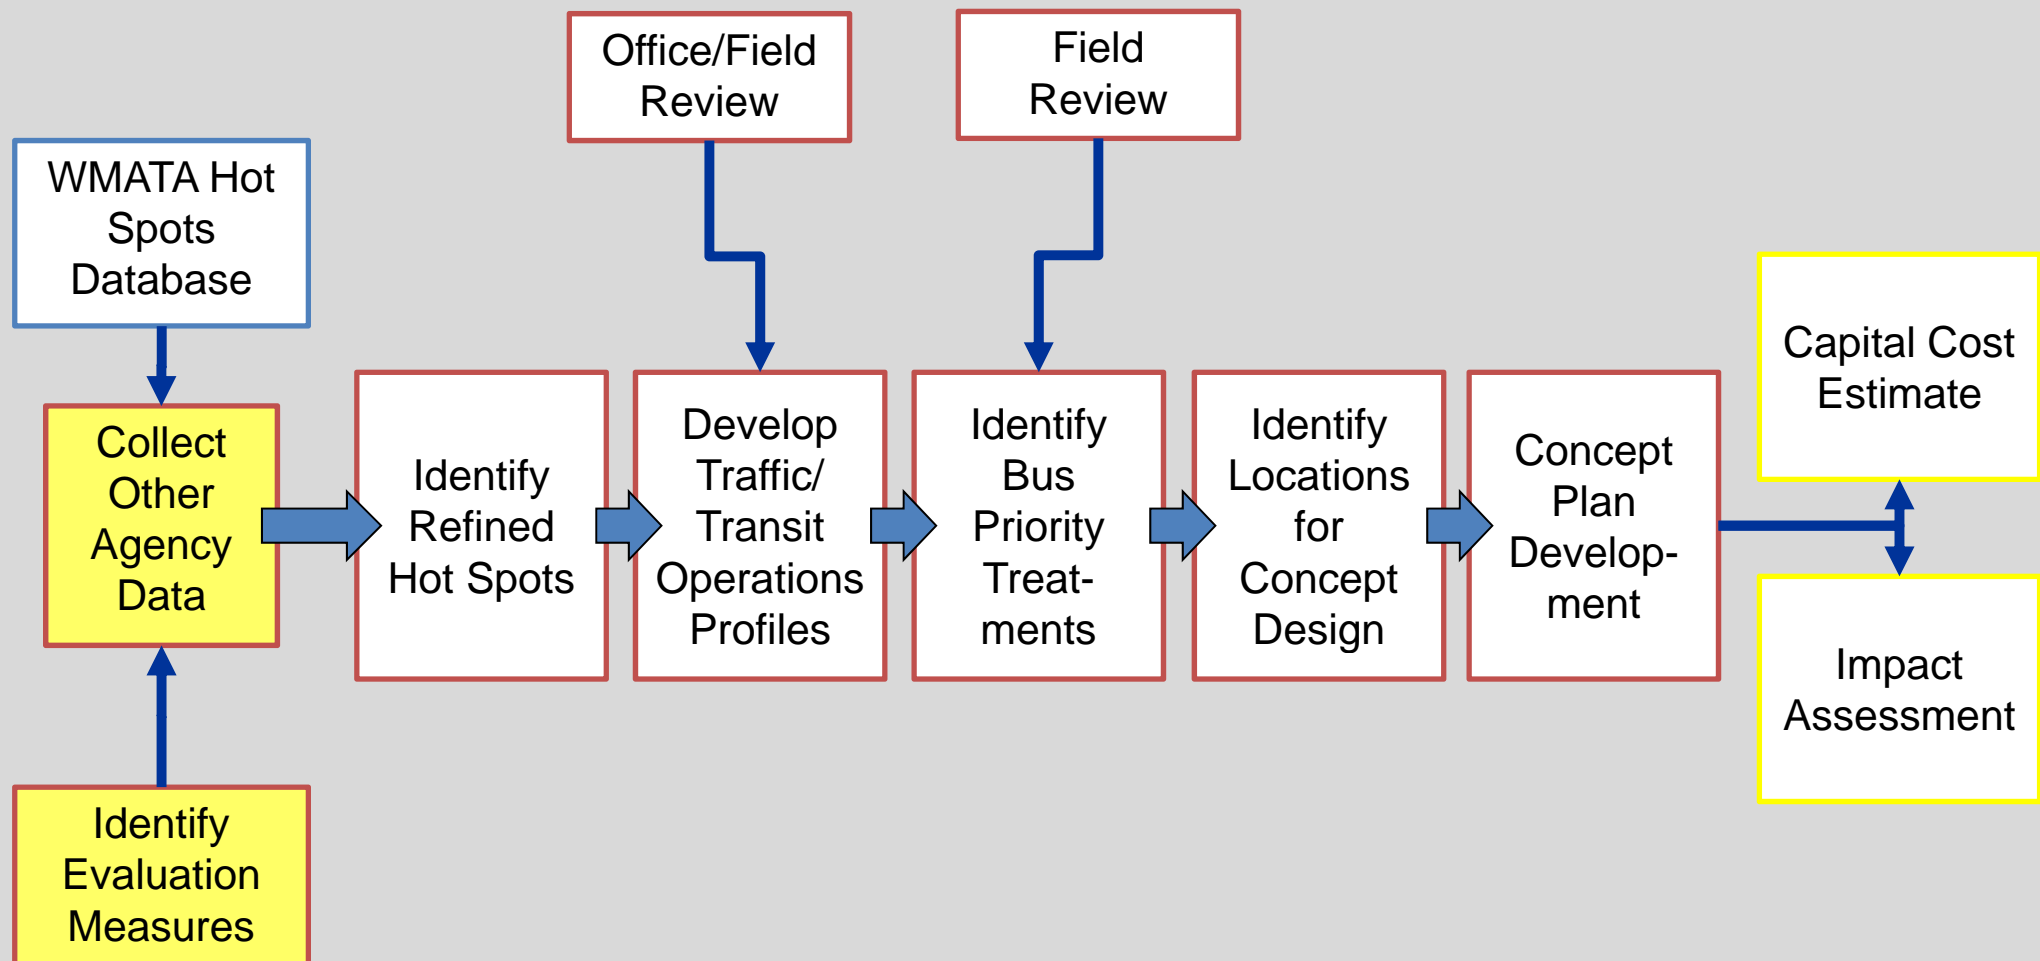 Office/Field
Review
Field
Review
WMATA Hot
Spots
Database
Collect
Other
Agency
Data
Identify
Evaluation
Measures
Identify
Refined
Hot Spots
Develop
Traffic/
Transit
Operations
Profiles
Identify
Bus
Priority
Treat-
ments
Identify
Locations
for
Concept
Design
Concept
Plan
Develop-
ment
Capital Cost
Estimate
Impact
Assessment